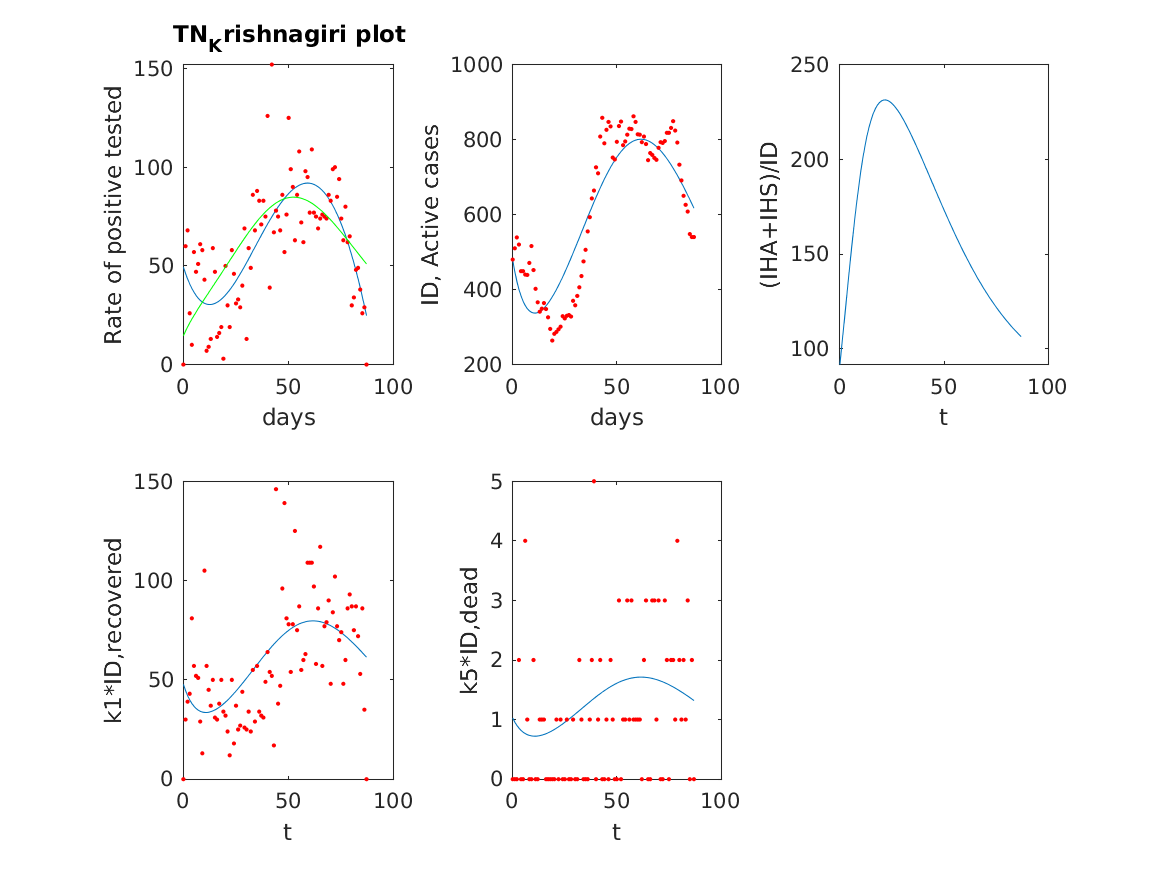 TN_Krishnagiri plot
Rate of positive tested
150
100
50
0
0 50 100
days
ID, Active cases
1000
800
600
400
200
0 50 100
days
(IHA+IHS)/ID
250
200
150
100
0 50 100
t
k1*ID,recovered
150
100
50
0
0 50 100
t
k5*ID,dead
5
4
3
2
1
0
0 50 100
t